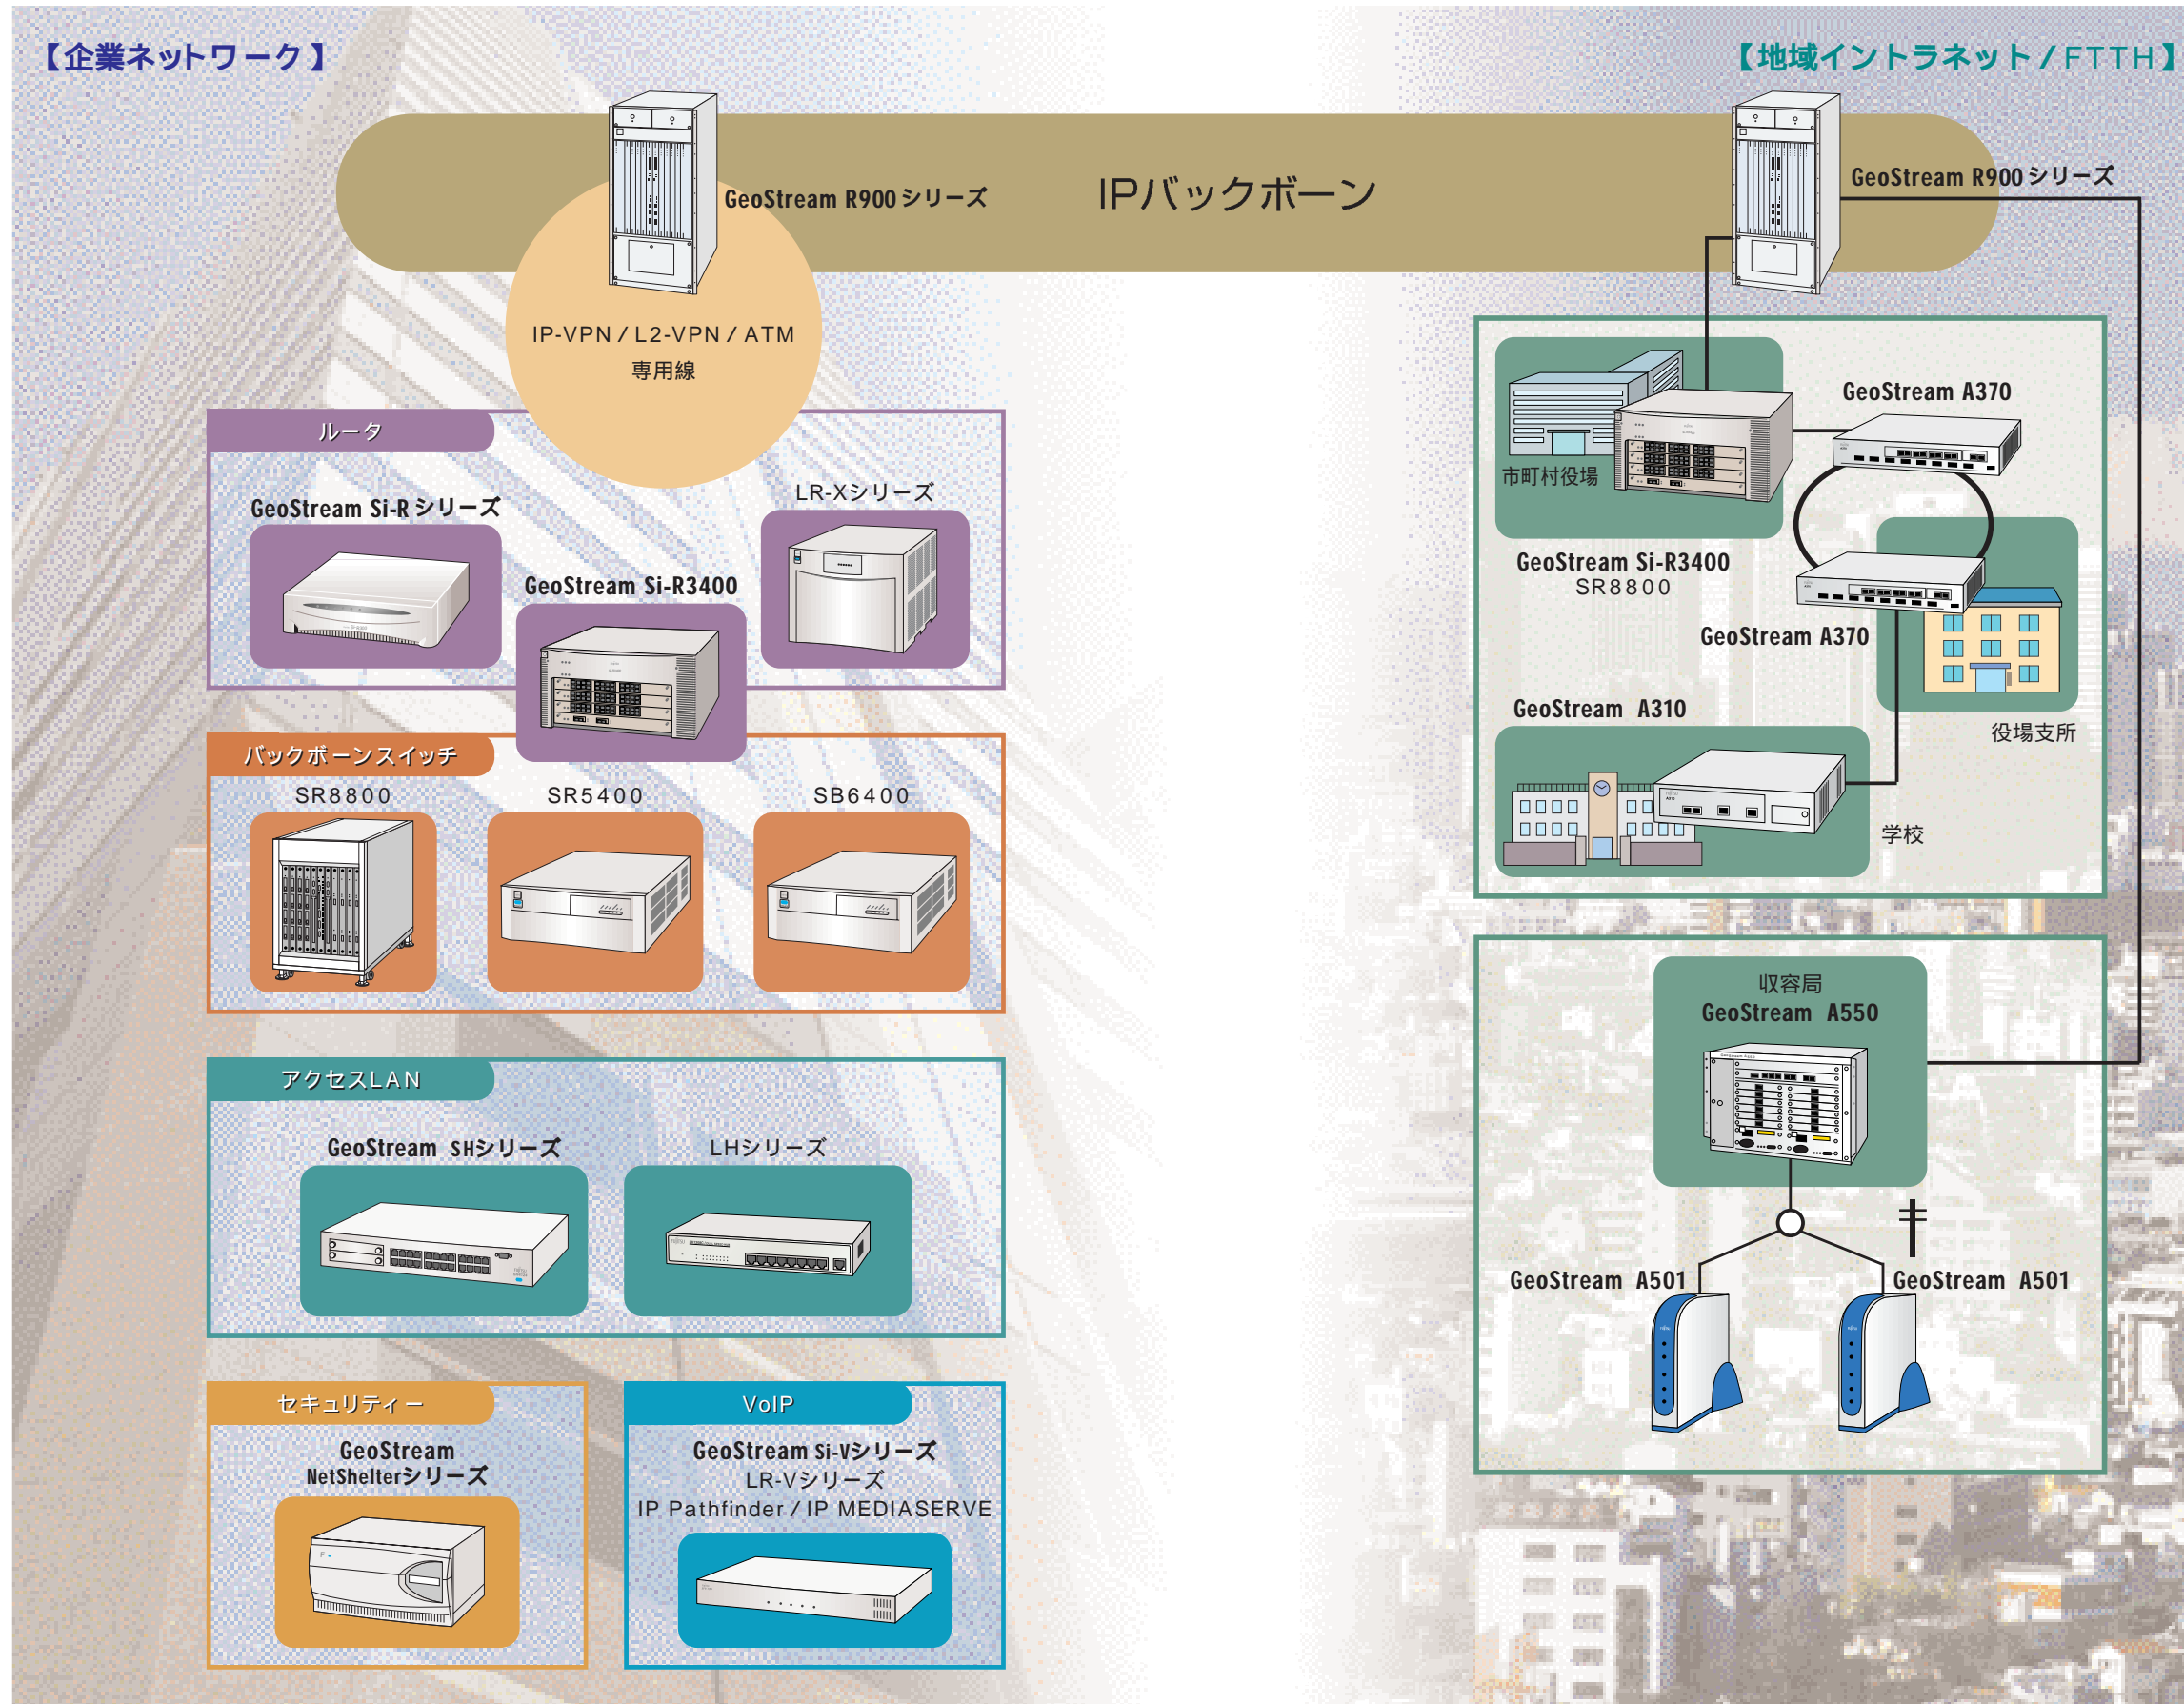 【企業ネットワーク】
【地域イントラネット/FTTH】
GeoStream R900シリーズ
IPバックボーン
GeoStream R900シリーズ
IP-VPN/L2-VPN/ATM
専用線
ルータ
GeoStream Si-Rシリーズ
GeoStream Si-R3400
LR-Xシリーズ
バックボーンスイッチ
SR8800
SR5400
SB6400
アクセスLAN
GeoStream SHシリーズ
LHシリーズ
セキュリティー
GeoStream
NetShelterシリーズ
VoIP
GeoStream Si-Vシリーズ
LR-Vシリーズ
IP Pathfinder/IP MEDIASERVE
市町村役場
GeoStream A370
GeoStream Si-R3400
SR8800
GeoStream A370
役場支所
GeoStream A310
学校
収容局
GeoStream A550
GeoStream A501
GeoStream A501